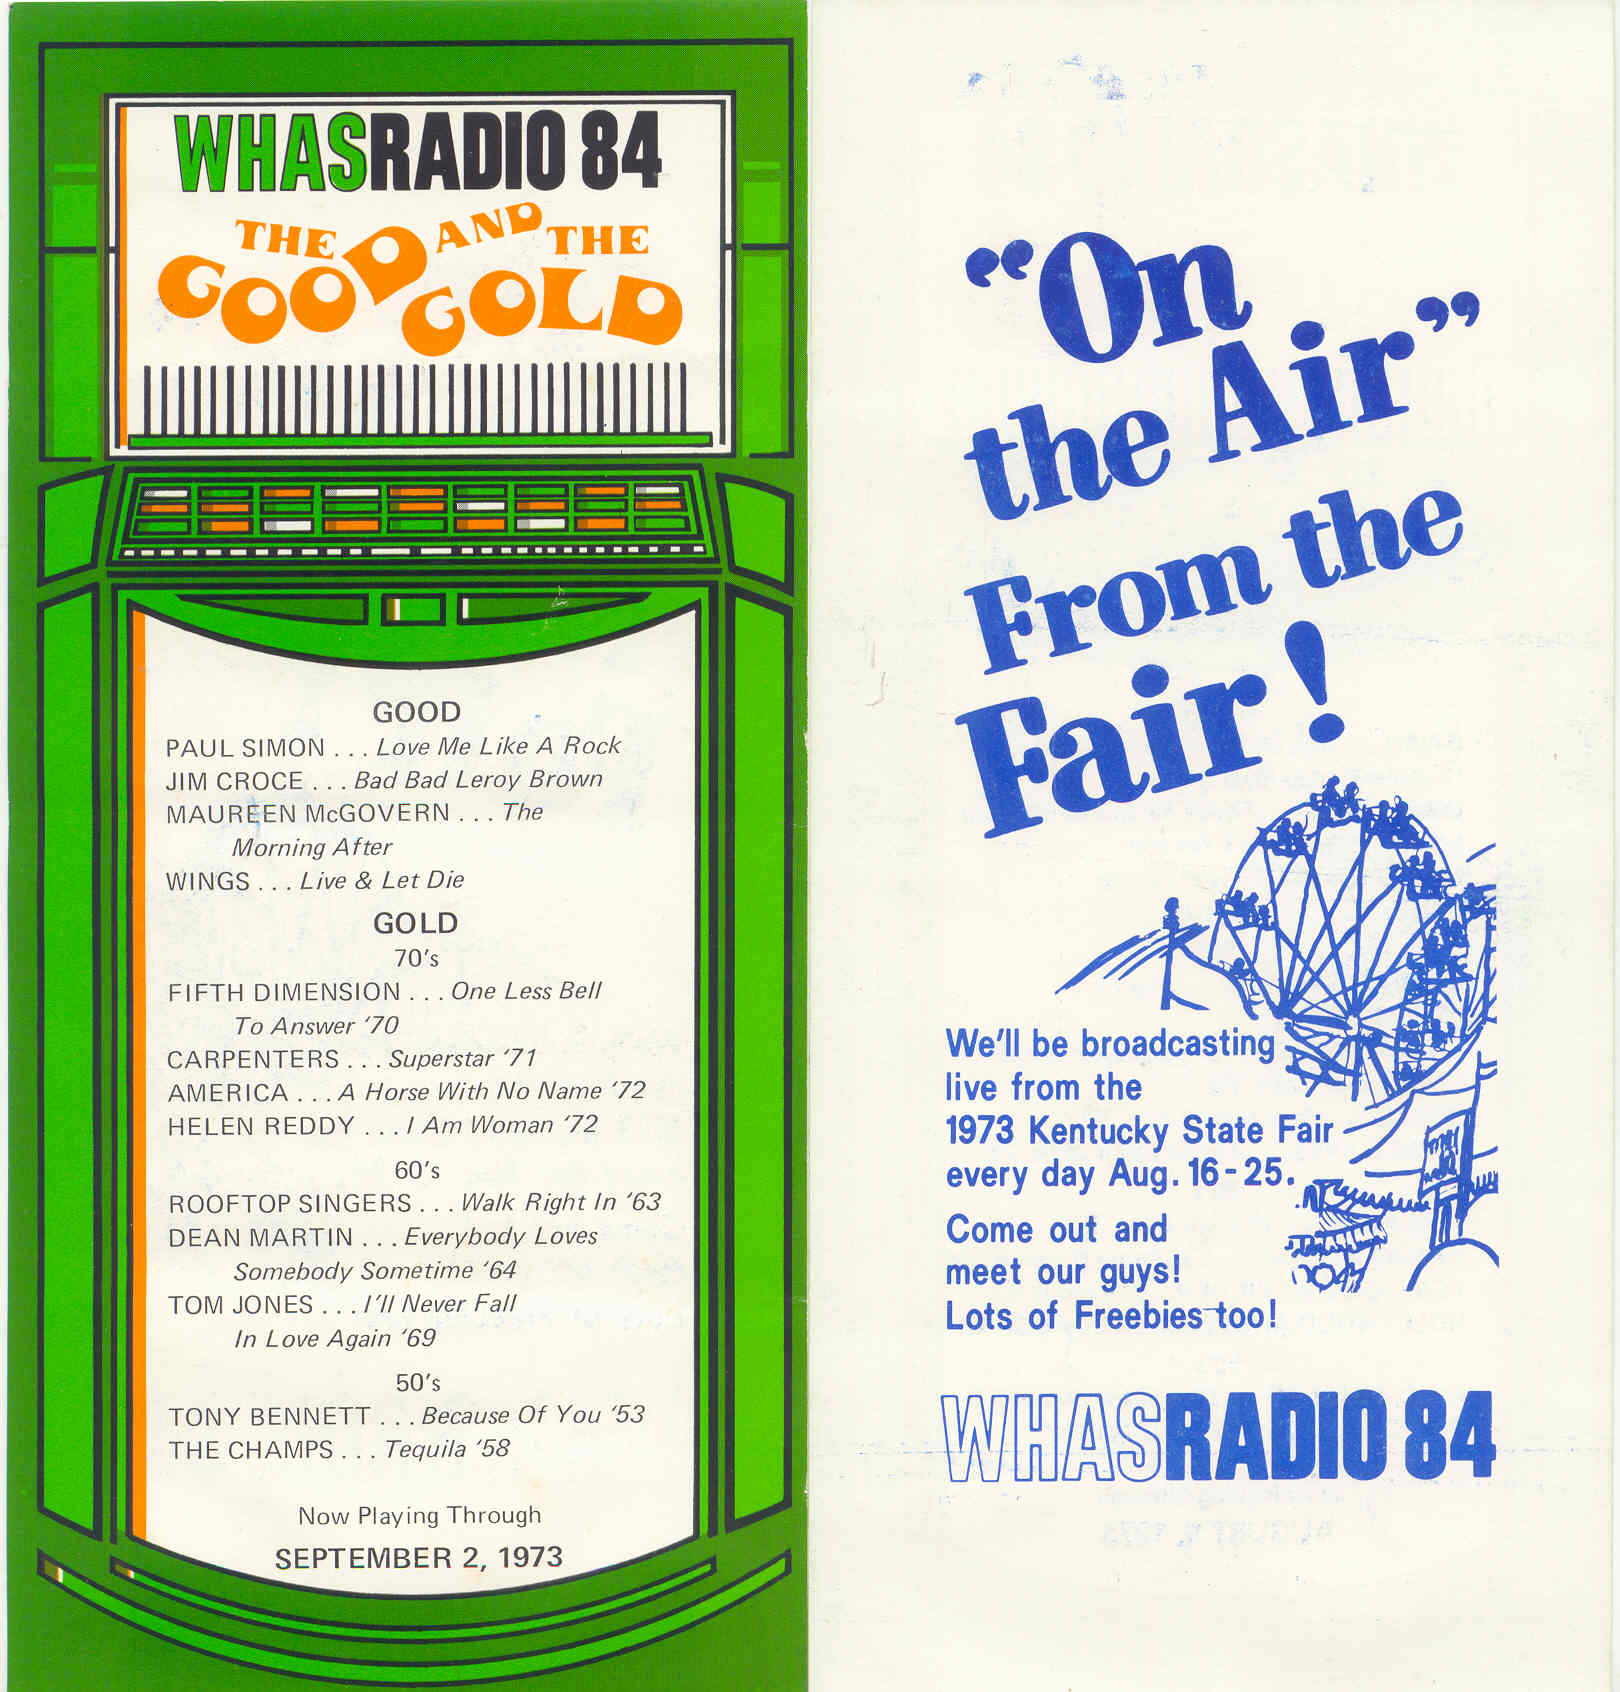 WHAS RADIO 84
THE GOOD AND THE GOLD
GOOD
PAUL SIMON . . . Love Me Like A Rock
JIM CROCE . . . Bad Bad Leroy Brown
MAUREEN McGOVERN . . . The
Morning After
WINGS . . . Live & Let Die
GOLD
70's
FIFTH DIMENSION . . . One Less Bell
To Answer '70
CARPENTERS . . . Superstar '71
AMERICA . . . A Horse With No Name '72
HELEN REDDY . . . I Am Woman '72
60's
ROOFTOP SINGERS . . . Walk Right In '63
DEAN MARTIN . . . Everybody Loves
Somebody Sometime '64
TOM JONES . . . I'll Never Fall
In Love Again '69
50's
TONY BENNETT . . . Because Of You '53
THE CHAMPS . . . Tequila '58
Now Playing Through
SEPTEMBER 2, 1973
"On
the Air"
From the
Fair!
We'll be broadcasting
live from the
1973 Kentucky State Fair
every day Aug. 16-25.
Come out and
meet our guys!
Lots of Freebies too!
WHAS RADIO 84